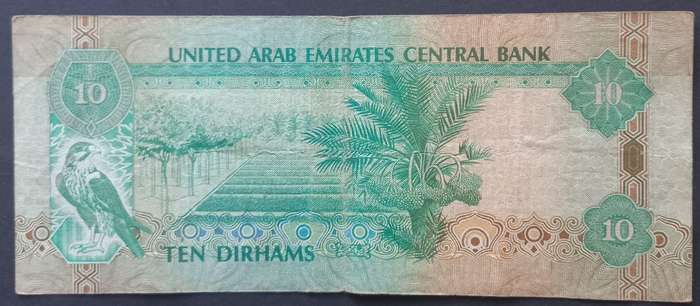 UNITED ARAB EMIRATES CENTRAL BANK
10
10
10
TEN DIRHAMS